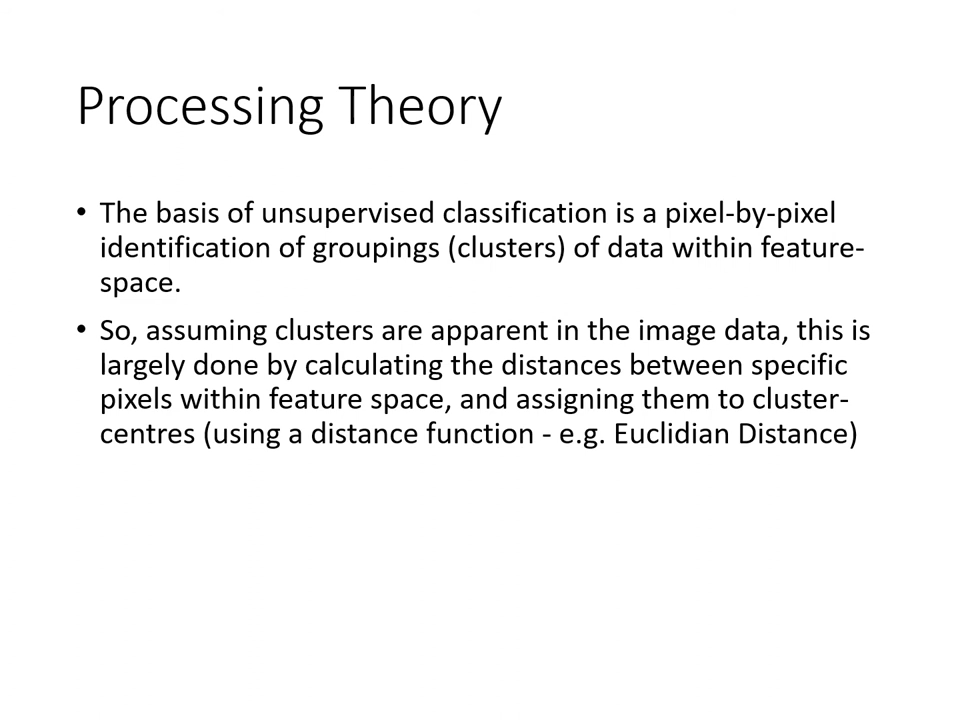 Processing Theory
• The basis of unsupervised classification is a pixel-by-pixel
identification of groupings (clusters) of data within feature-
space.
• So, assuming clusters are apparent in the image data, this is
largely done by calculating the distances between specific
pixels within feature space, and assigning them to cluster-
centres (using a distance function - e.g. Euclidian Distance)